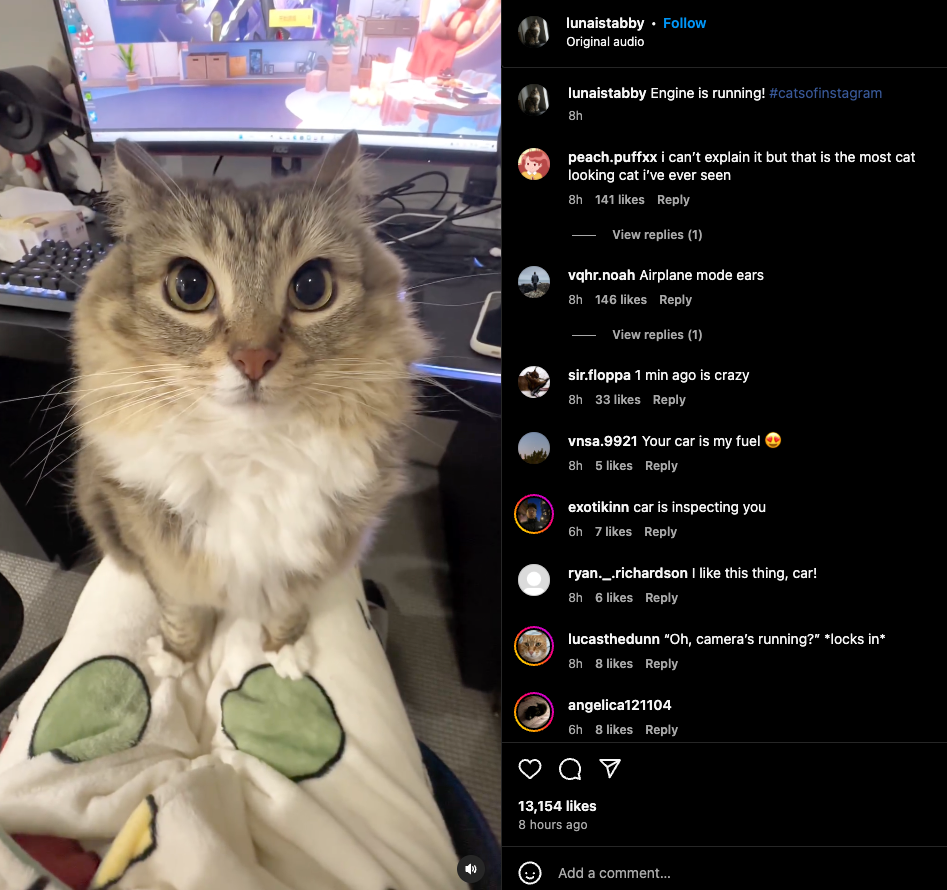 AOC
lunaistabby • Follow
Original audio
lunaistabby Engine is running! #catsofinstagram
8h
peach.puffxx i can’t explain it but that is the most cat
looking cat i’ve ever seen
8h 141 likes Reply
View replies (1)
vqhr.noah Airplane mode ears
8h 146 likes Reply
View replies (1)
sir.floppa 1 min ago is crazy
8h 33 likes Reply
vnsa.9921 Your car is my fuel 😍
8h 5 likes Reply
exotikinn car is inspecting you
6h 7 likes Reply
ryan._.richardson I like this thing, car!
8h 6 likes Reply
lucasthedunn “Oh, camera’s running?” *locks in*
8h 8 likes Reply
angelica121104
6h 8 likes Reply
13,154 likes
8 hours ago
Add a comment...